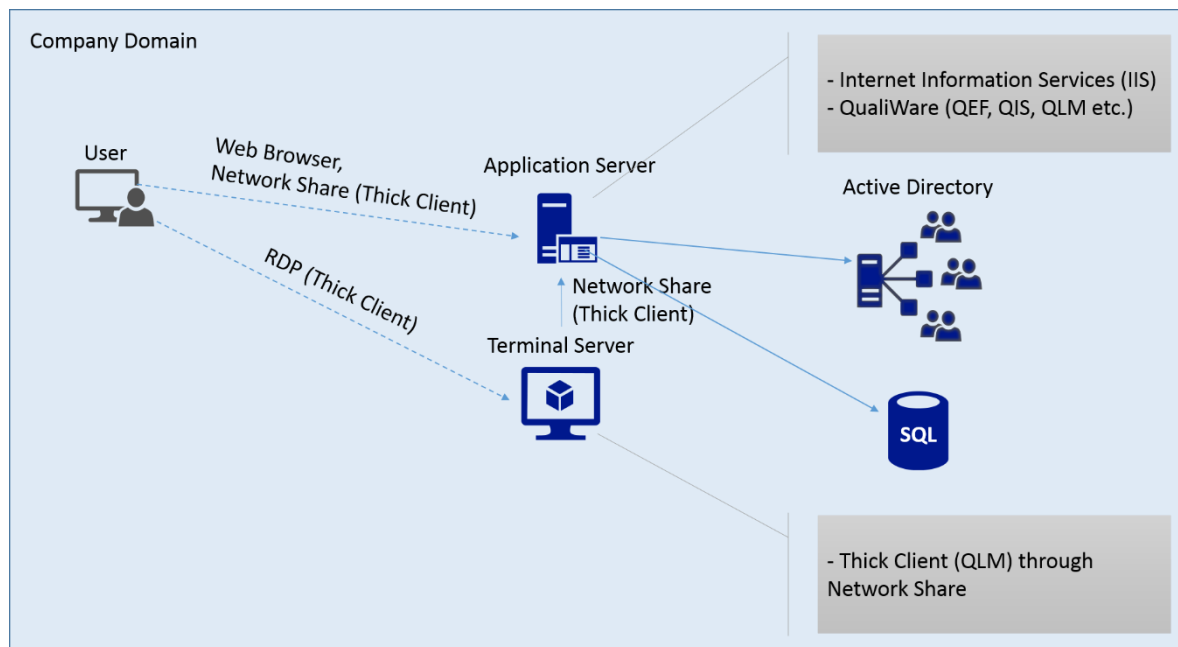 Company Domain
- Internet Information Services (IIS)
- QualiWare (QEF, QIS, QLM etc.)
User
Web Browser,
Network Share (Thick Client)
Application Server
Active Directory
RDP (Thick Client)
Network Share
(Thick Client)
Terminal Server
SQL
- Thick Client (QLM) through
Network Share